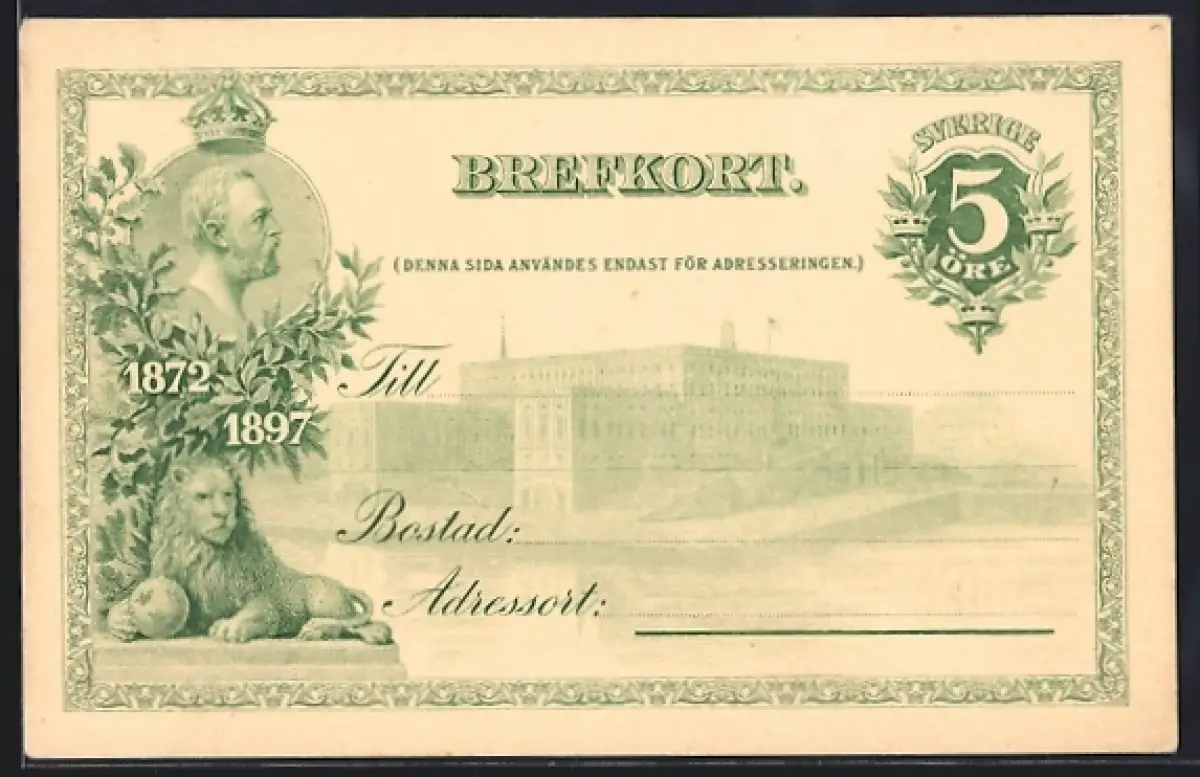 BREFKORT.
SVERIGE
5
ÖRE
(DENNA SIDA ANVÄNDES ENDAST FÖR ADRESSERINGEN.)
1872
1897
Till
Bostad:
Adressort: